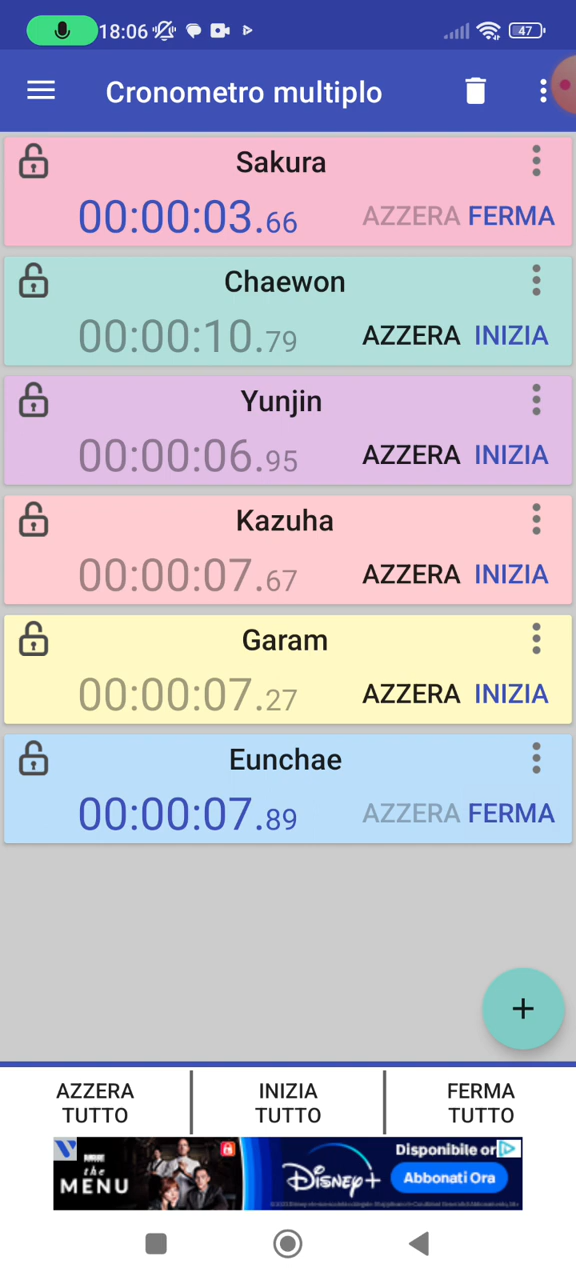 18:06
47
Cronometro multiplo
Sakura
00:00:03.66 AZZERA FERMA
Chaewon
00:00:10.79 AZZERA INIZIA
Yunjin
00:00:06.95 AZZERA INIZIA
Kazuha
00:00:07.67 AZZERA INIZIA
Garam
00:00:07.27 AZZERA INIZIA
Eunchae
00:00:07.89 AZZERA FERMA
+
AZZERA TUTTO
INIZIA TUTTO
FERMA TUTTO
the
MENU
Disney+
Disponibile or
Abbonati Ora